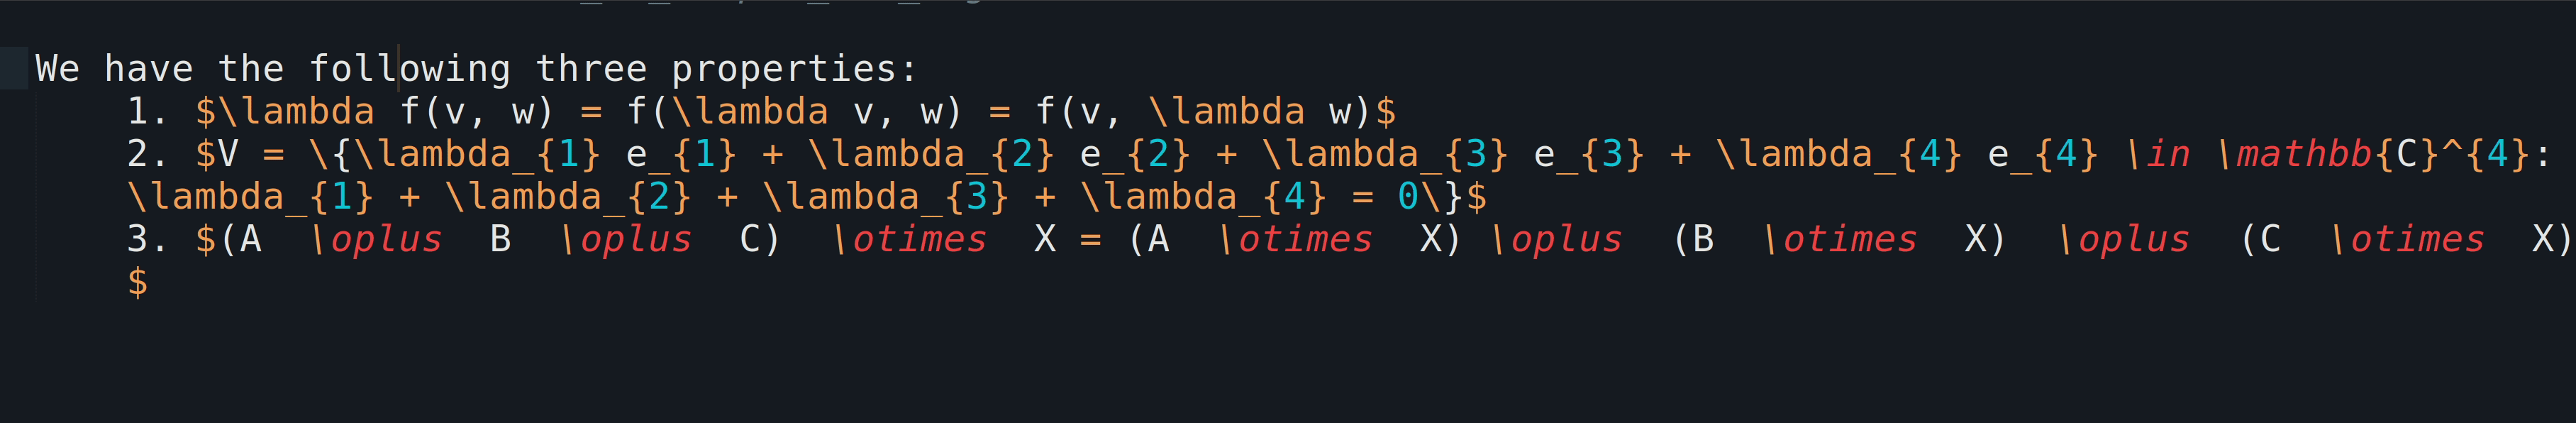 We have the following three properties:
1. $\lambda f(v, w) = f(\lambda v, w) = f(v, \lambda w)$
2. $V = \{\lambda_{1} e_{1} + \lambda_{2} e_{2} + \lambda_{3} e_{3} + \lambda_{4} e_{4} \in \mathbb{C}^{4}:
\lambda_{1} + \lambda_{2} + \lambda_{3} + \lambda_{4} = 0\}$
3. $(A  \oplus  B  \oplus  C)  \otimes  X = (A  \otimes  X) \oplus  (B  \otimes  X)  \oplus  (C  \otimes  X)
$